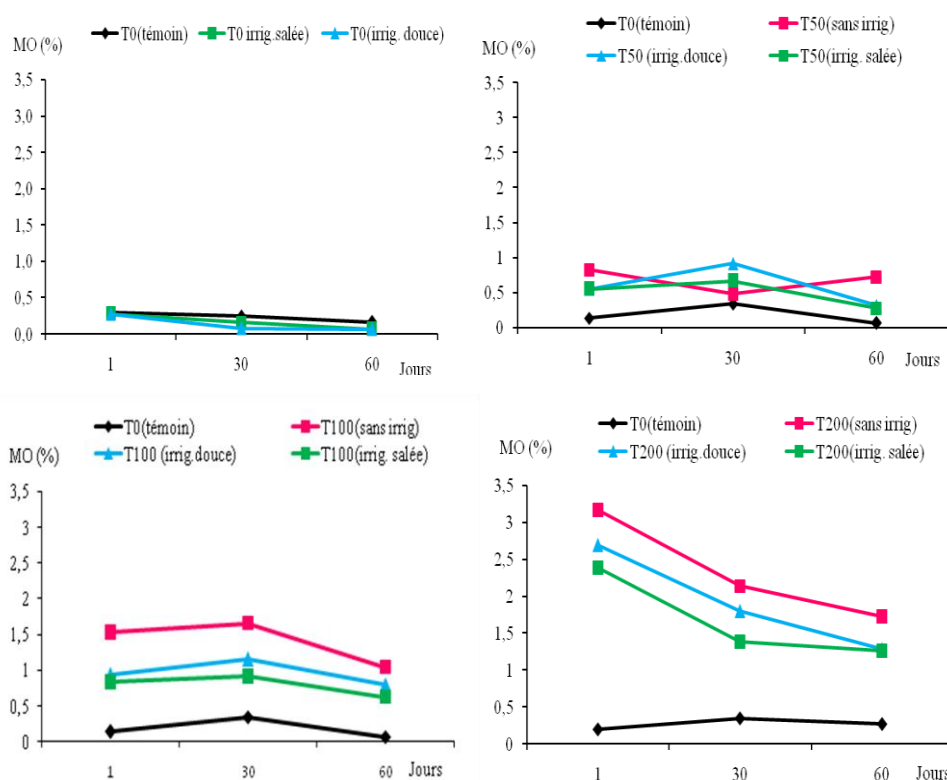 MO (%)
T0(témoin) T0 irrig.salée) T0(irrig. douce)
3,5
3,0
2,5
2,0
1,5
1,0
0,5
0,0
1 30 60 Jours
MO (%)
T0(témoin) T50(sans irrig)
T50 (irrig.douce) T50(irrig. salée)
3,5
3
2,5
2
1,5
1
0,5
0
1 30 60 Jours
T0(témoin) T100(sans irrig)
MO (%) T100 (irrig.douce) T100(irrig. salée)
3,5
3
2,5
2
1,5
1
0,5
0
1 30 60 Jours
T0(témoin) T200(sans irrig)
MO (%) T200 (irrig.douce) T200(irrig. salée)
3,5
3
2,5
2
1,5
1
0,5
0
1 30 60 Jours